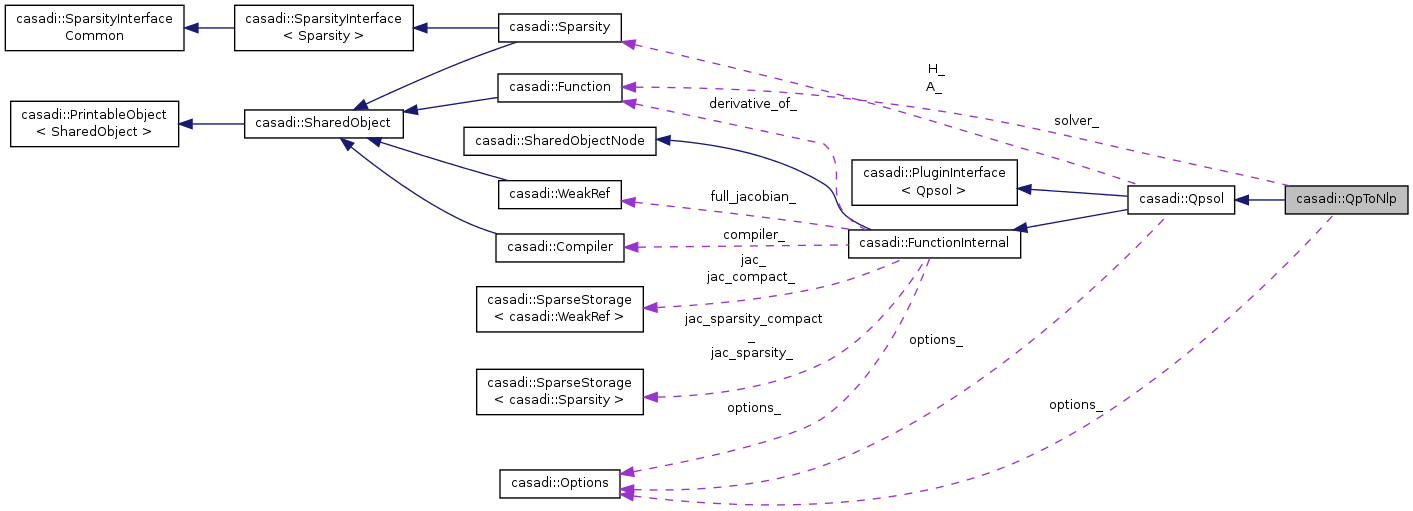 casadi::SparsityInterface
Common
casadi::SparsityInterface
< Sparsity >
casadi::Sparsity
casadi::PrintableObject
< SharedObject >
casadi::SharedObject
casadi::Function
casadi::SharedObjectNode
casadi::WeakRef
casadi::Compiler
casadi::SparseStorage
< casadi::WeakRef >
casadi::SparseStorage
< casadi::Sparsity >
casadi::Options
derivative_of_
full_jacobian_
compiler_
jac_
jac_compact_
jac_sparsity_compact
_
jac_sparsity_
options_
casadi::PluginInterface
< Qpsol >
casadi::FunctionInternal
H_
A_
solver_
options_
casadi::Qpsol
options_
casadi::QpToNlp